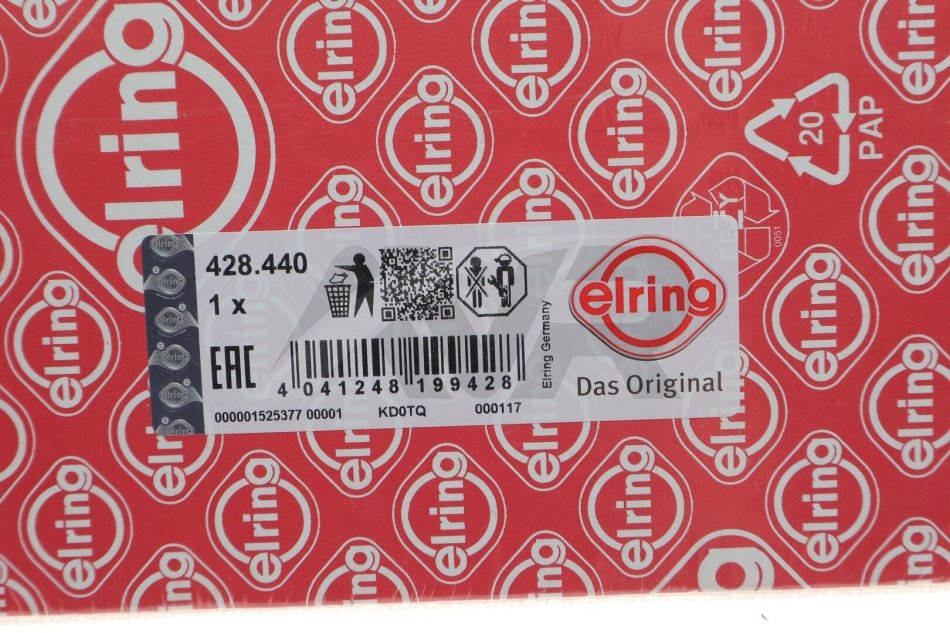 elring
20
PAP
0051
428.440
1 x
EAC
4 041248 199428
000001525377 00001 KD0TQ 000117
Elring Germany
elring
Das Original